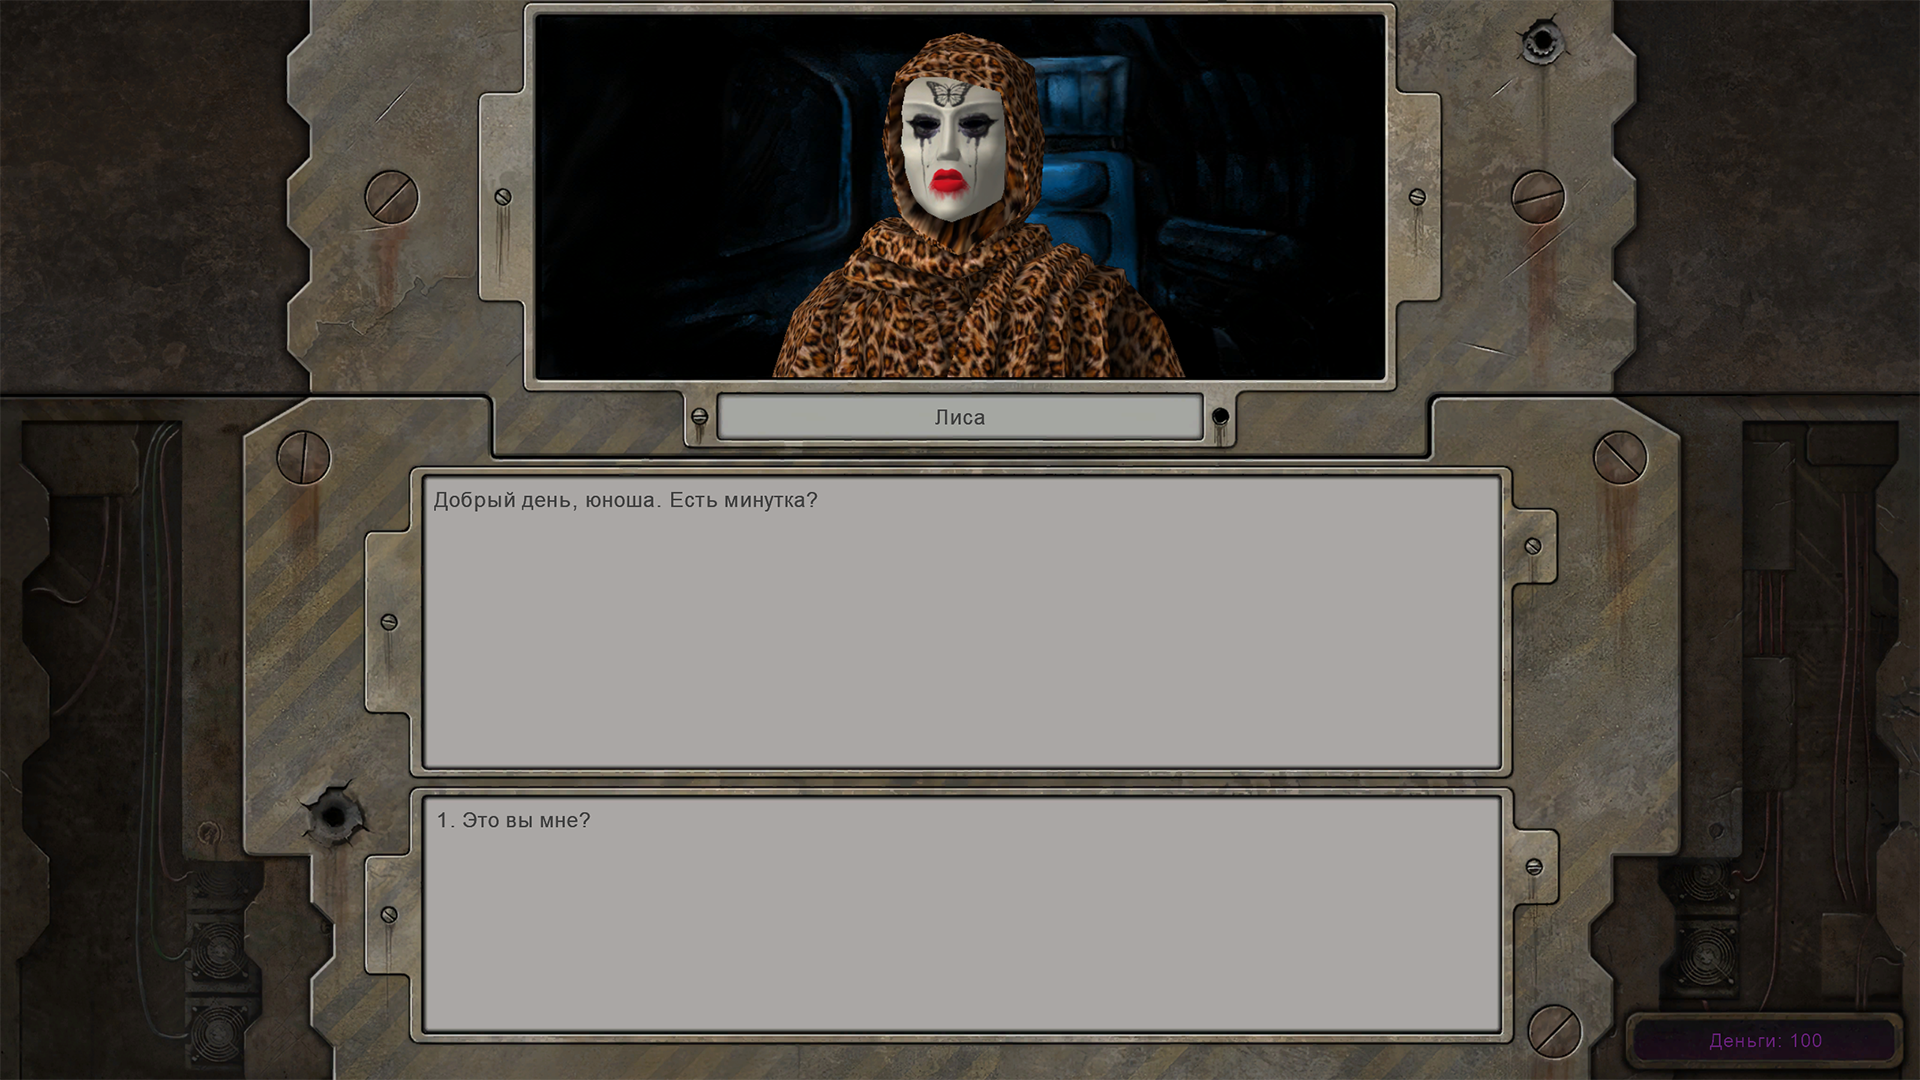 Лиса
Добрый день, юноша. Есть минутка?
1. Это вы мне?
Деньги: 100